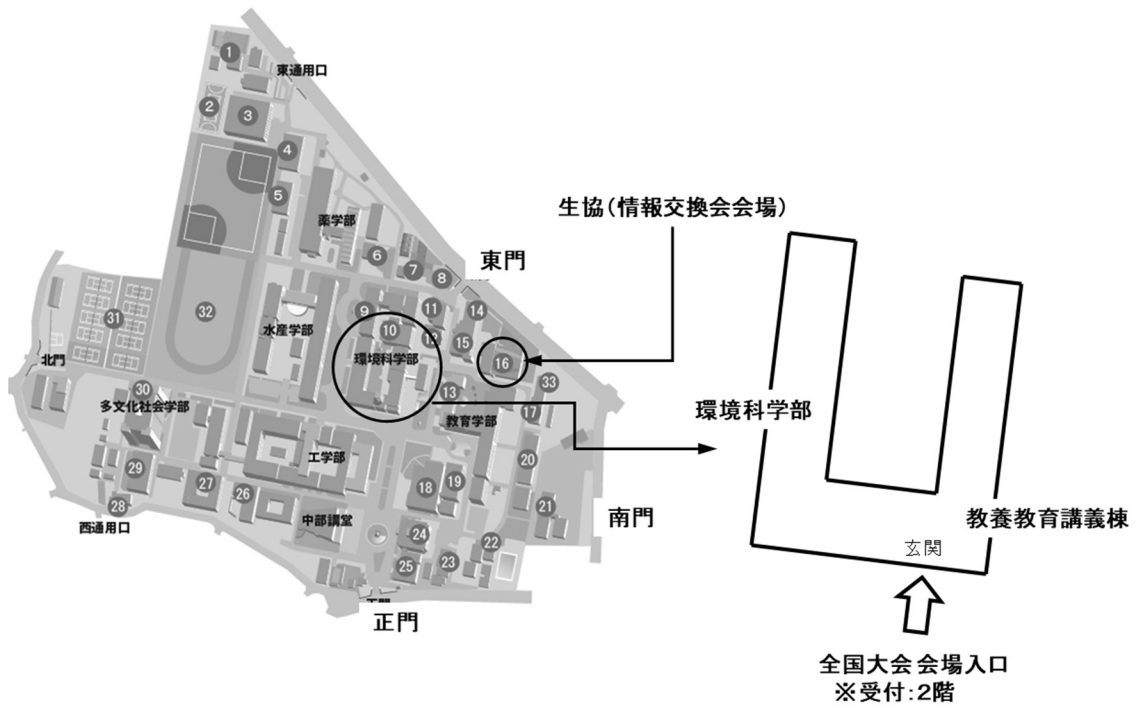 1
東通用口
2
3
4
5
薬学部
6
7
8
生協(情報交換会会場)
東門
9
10
11
12
14
15
16
31
32
水産学部
環境科学部
北門
13
33
17
教育学部
30
多文化社会学部
工学部
20
18
19
29
27
26
28
西通用口
中部講堂
21
南門
24
22
23
25
正門
正門
環境科学部
教養教育講義棟
玄関
全国大会 会場入口
※受付:2階